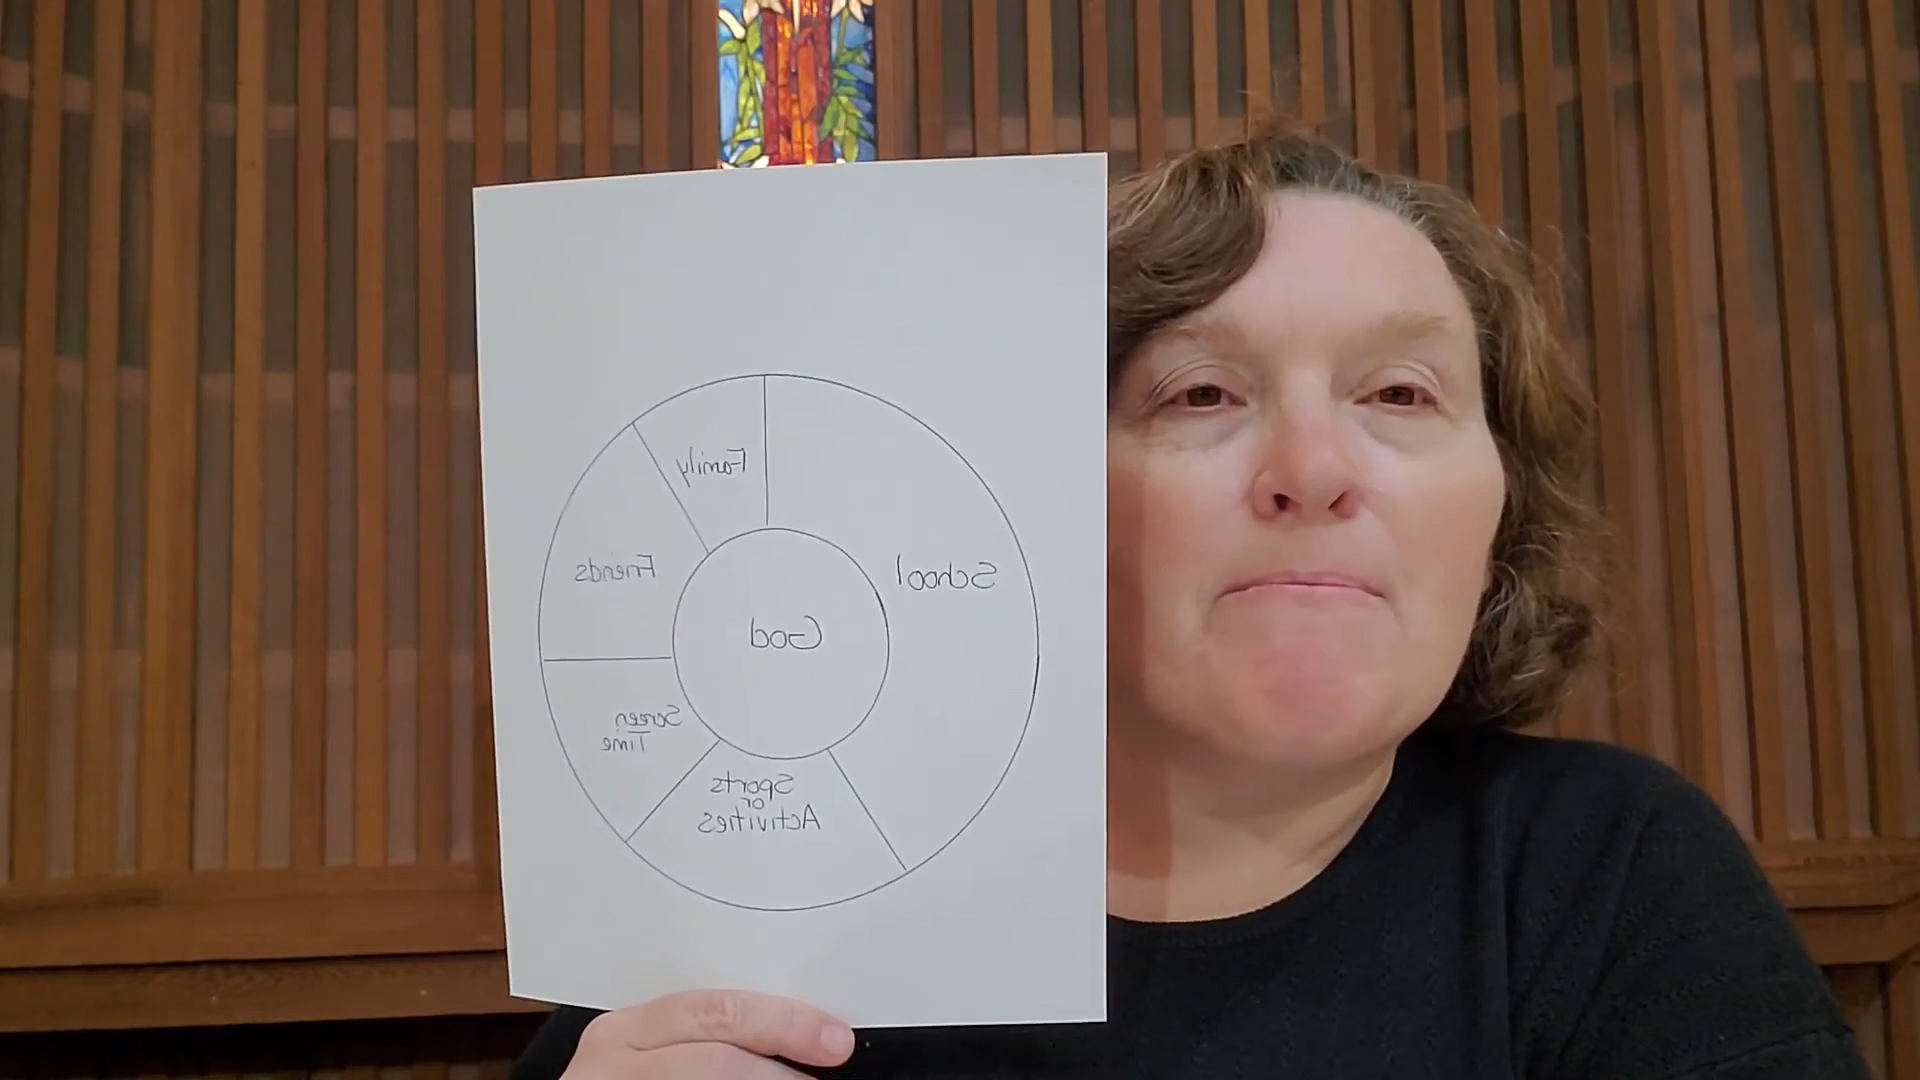 Family
School
Friends
God
Screen
Time
Sports
or
Activities